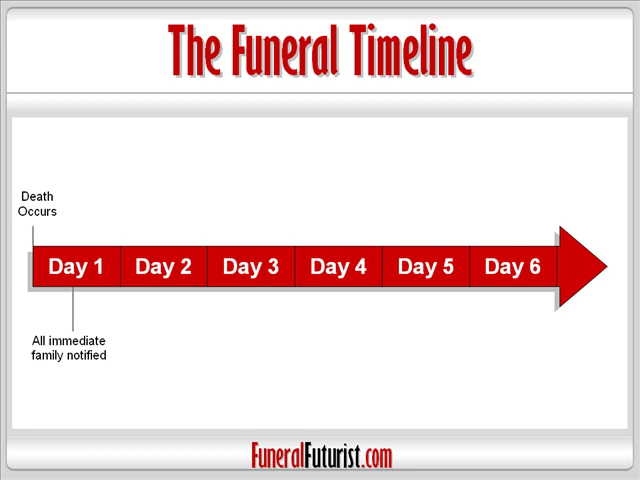 The Funeral Timeline
Death
Occurs
Day 1
Day 2
Day 3
Day 4
Day 5
Day 6
All immediate
family notified
FuneralFuturist.com